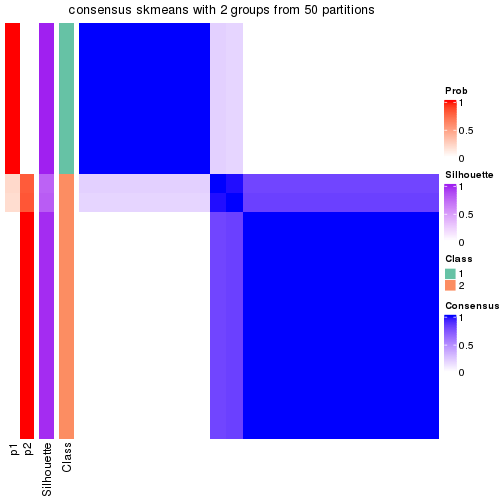 consensus skmeans with 2 groups from 50 partitions
Prob
1
0.5
0
Silhouette
1
0.5
0
Class
1
2
Consensus
1
0.5
0
p1
p2
Silhouette
Class